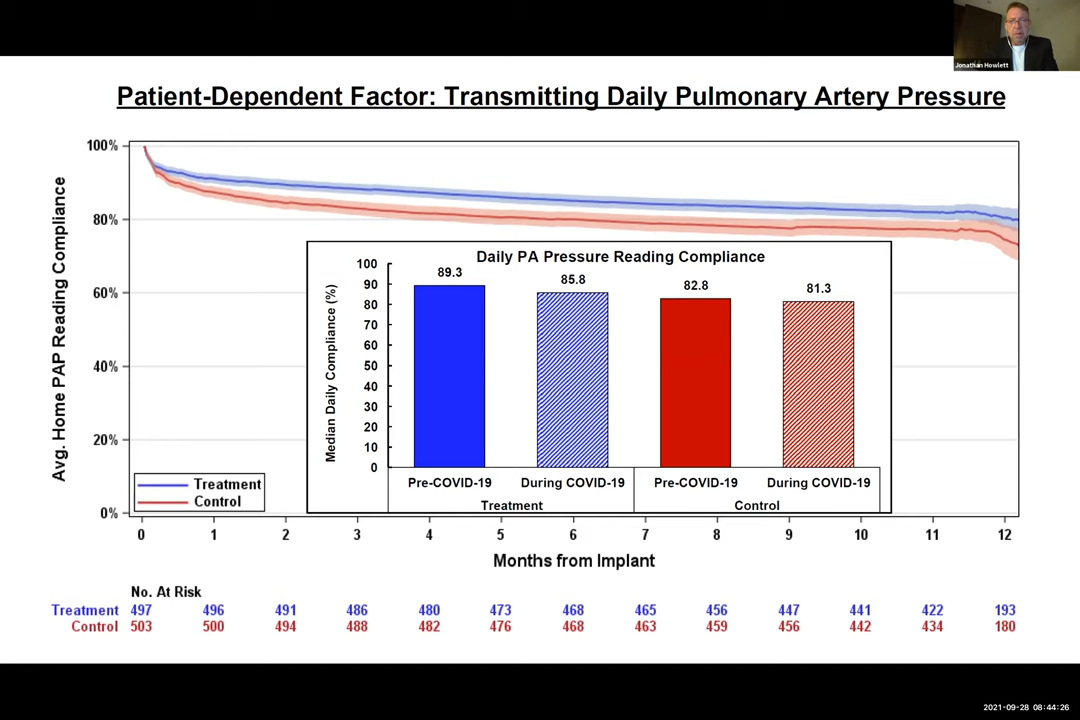 Jonathan Howlett
Patient-Dependent Factor: Transmitting Daily Pulmonary Artery Pressure
Avg. Home PAP Reading Compliance
100%
80%
60%
40%
20%
0%
Daily PA Pressure Reading Compliance
Median Daily Compliance (%)
100
90
80
70
60
50
40
30
20
10
0
89.3
85.8
82.8
81.3
Pre-COVID-19 During COVID-19 Pre-COVID-19 During COVID-19
Treatment Control
Treatment
Control
0 1 2 3 4 5 6 7 8 9 10 11 12
Months from Implant
No. At Risk
Treatment 497 496 491 486 480 473 468 465 456 447 441 422 193
Control 503 500 494 488 482 476 468 463 459 456 442 434 180
2021-09-28 08:44:26